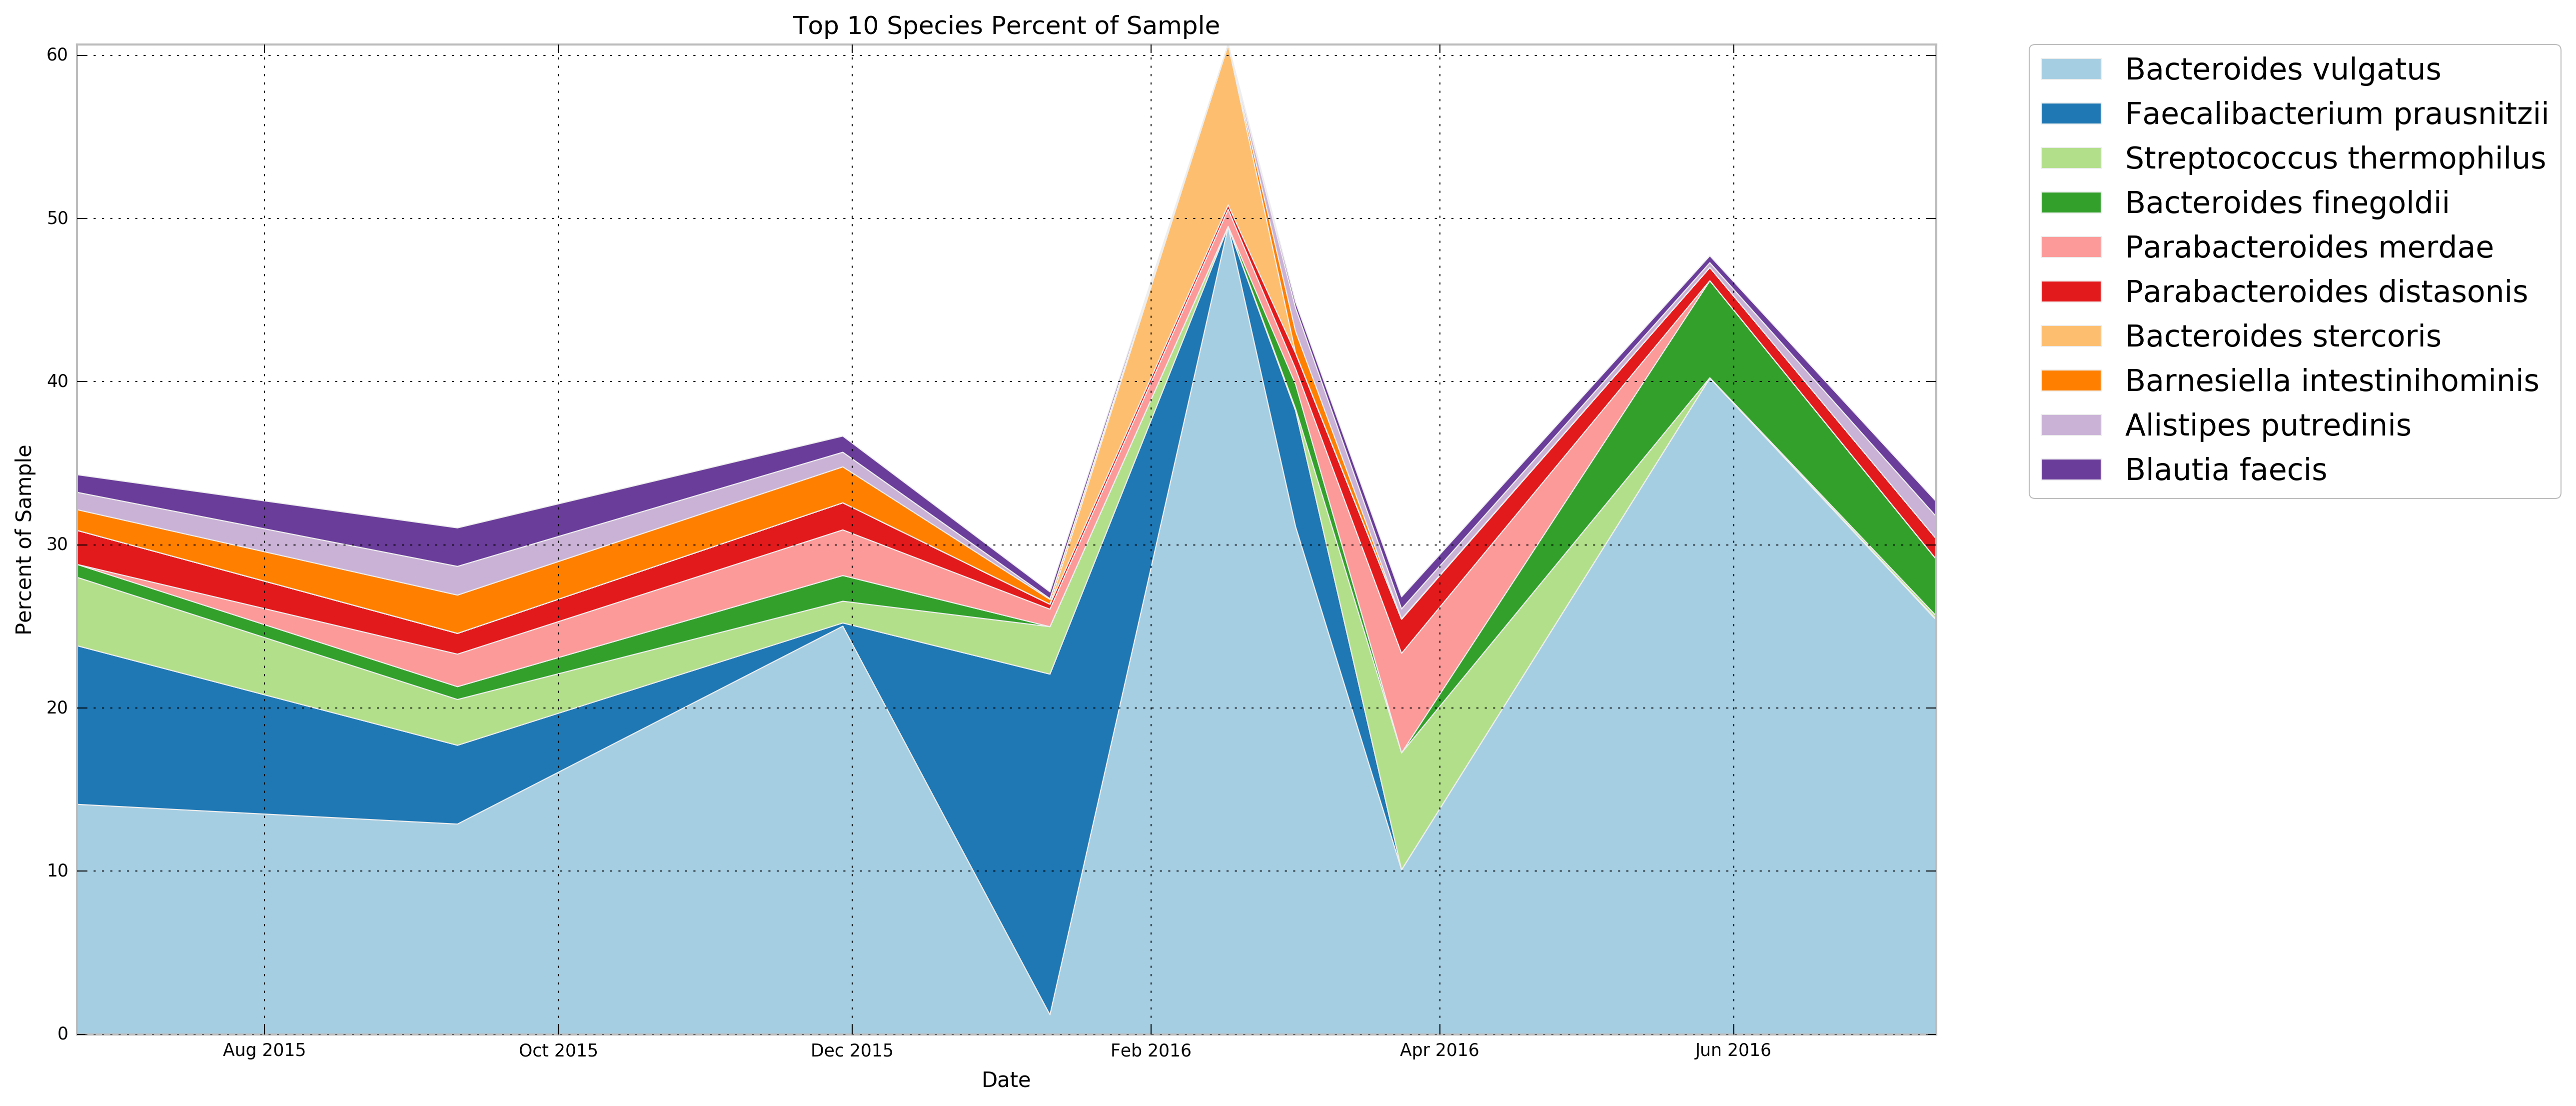 Top 10 Species Percent of Sample
60
50
40
30
20
10
0
Percent of Sample
Aug 2015
Oct 2015
Dec 2015
Feb 2016
Apr 2016
Jun 2016
Date
Bacteroides vulgatus
Faecalibacterium prausnitzii
Streptococcus thermophilus
Bacteroides finegoldii
Parabacteroides merdae
Parabacteroides distasonis
Bacteroides stercoris
Barnesiella intestinihominis
Alistipes putredinis
Blautia faecis